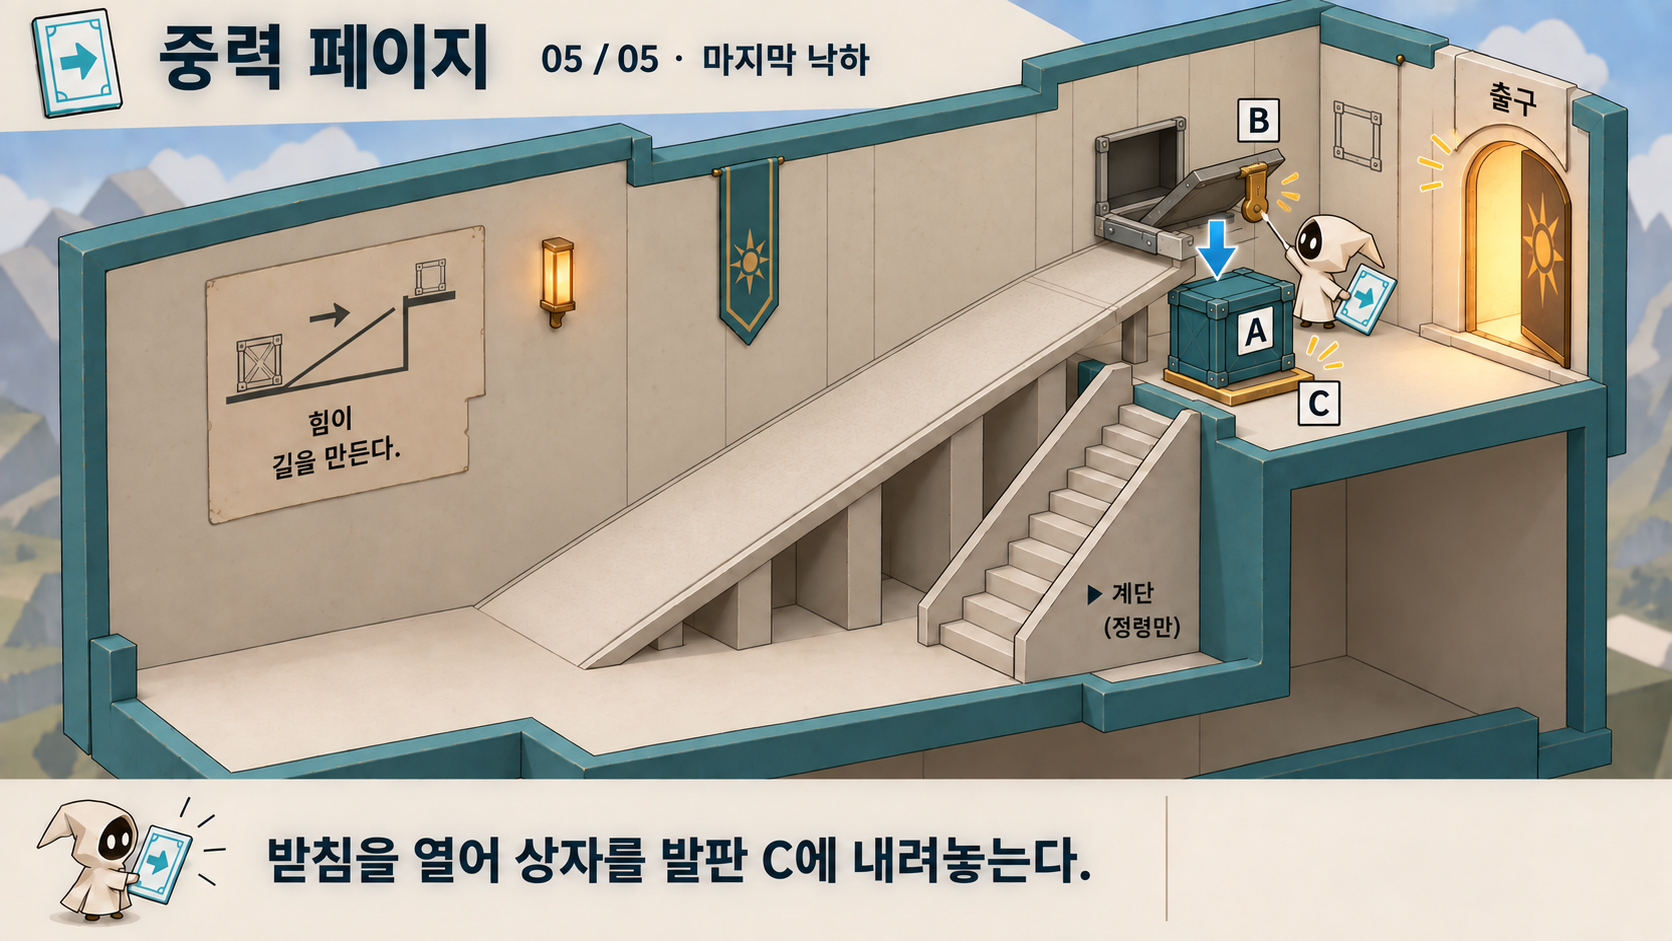 중력 페이지
05 / 05 · 마지막 낙하
출구
B
A
C
힘이
길을 만든다.
▶ 계단
(정령만)
받침을 열어 상자를 발판 C에 내려놓는다.